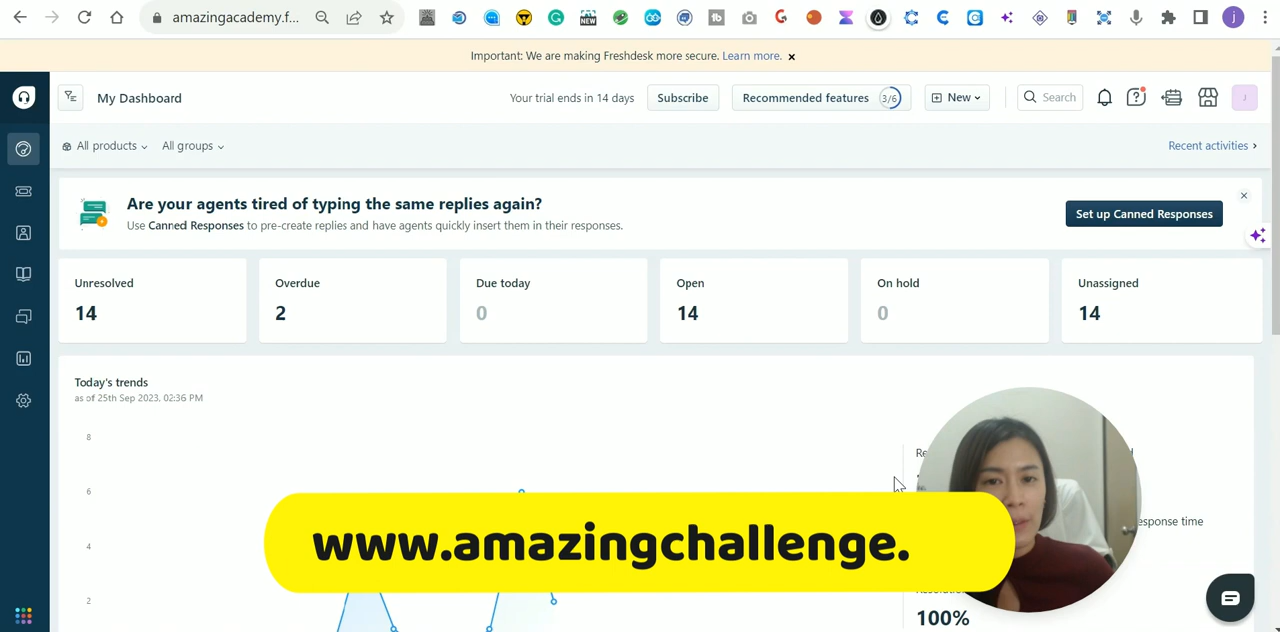 amazingacademy.f...
Important: We are making Freshdesk more secure. Learn more. ×
My Dashboard
Your trial ends in 14 days
Subscribe
Recommended features 3/6
New
Search
J
All products
All groups
Recent activities >
Are your agents tired of typing the same replies again?
Use Canned Responses to pre-create replies and have agents quickly insert them in their responses.
Set up Canned Responses
Unresolved
14
Overdue
2
Due today
0
Open
14
On hold
0
Unassigned
14
Today's trends
as of 25th Sep 2023, 02:36 PM
8
6
4
2
esponse time
www.amazingchallenge.
100%